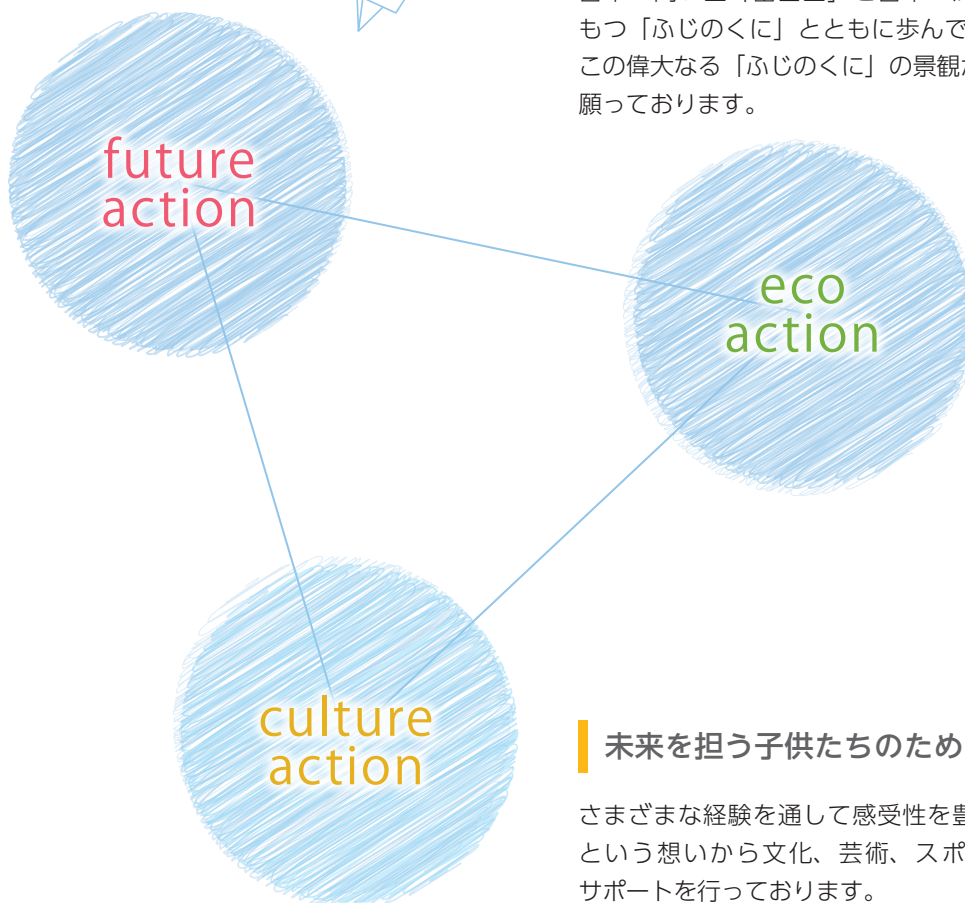 もつ「ふじのくに」とともに歩んで
この偉大なる「ふじのくに」の景観
願っております。
future
action
eco
action
culture
action
未来を担う子供たちのため
さまざまな経験を通して感受性を豊
という想いから文化、芸術、スポ
サポートを行っております。